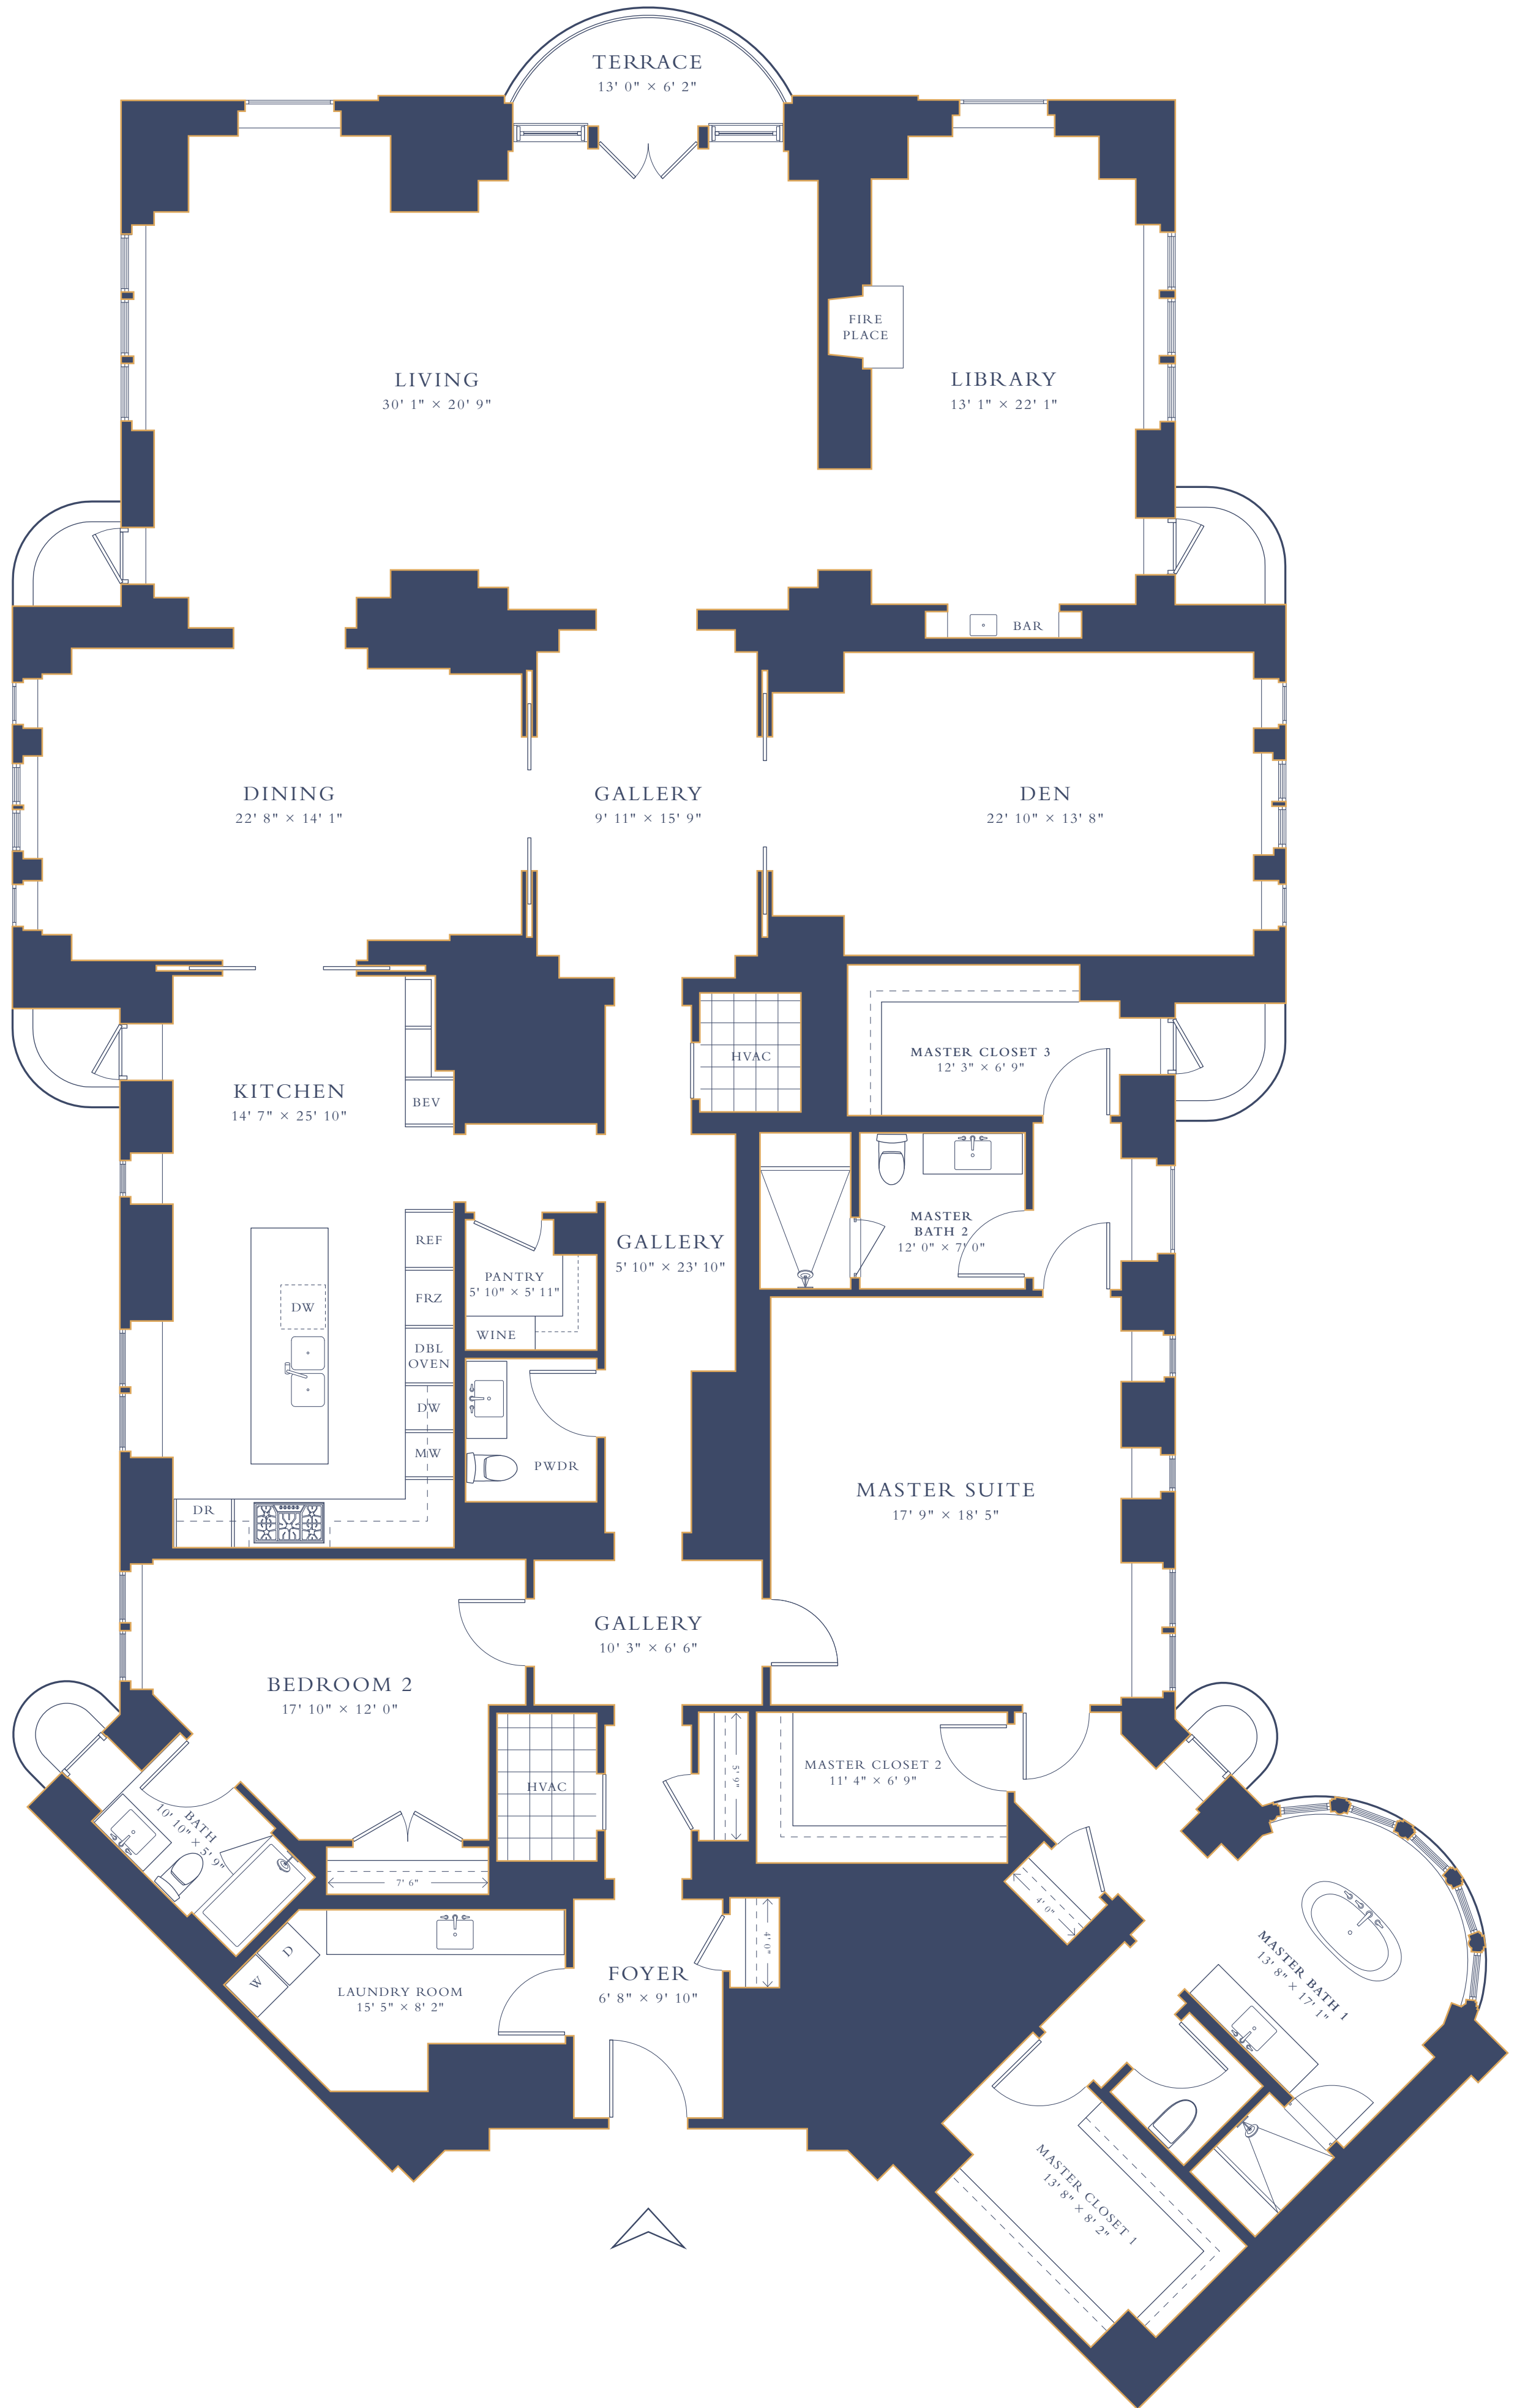 TERRACE
13' 0" × 6' 2"
FIRE
PLACE
LIVING
30' 1" × 20' 9"
LIBRARY
13' 1" × 22' 1"
BAR
DINING
22' 8" × 14' 1"
GALLERY
9' 11" × 15' 9"
DEN
22' 10" × 13' 8"
HVAC
MASTER CLOSET 3
12' 3" × 6' 9"
KITCHEN
14' 7" × 25' 10"
BEV
MASTER
BATH 2
12' 0" × 7' 0"
REF
GALLERY
5' 10" × 23' 10"
PANTRY
5' 10" × 5' 11"
FRZ
DW
WINE
DBL
OVEN
DW
MW
PWDR
MASTER SUITE
17' 9" × 18' 5"
DR
GALLERY
10' 3" × 6' 6"
BEDROOM 2
17' 10" × 12' 0"
HVAC
5' 9"
MASTER CLOSET 2
11' 4" × 6' 9"
BATH
10' 10" × 5' 9"
7' 6"
4' 0"
4' 0"
D
W
LAUNDRY ROOM
15' 5" × 8' 2"
FOYER
6' 8" × 9' 10"
MASTER BATH 1
13' 8" × 17' 1"
MASTER CLOSET 1
13' 8" × 8' 2"